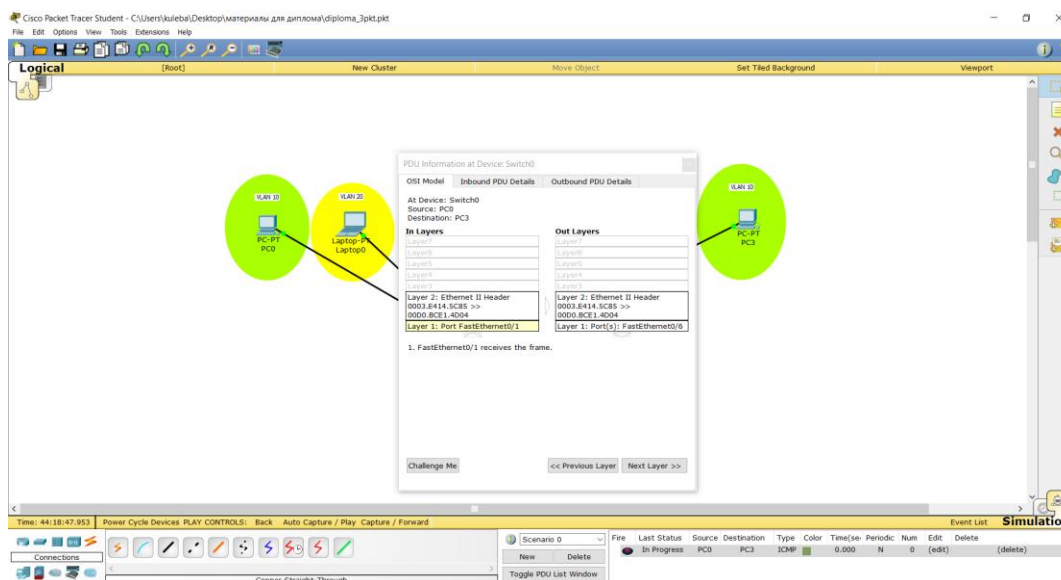 Cisco Packet Tracer Student - C:\Users\kuleba\Desktop\материалы для диплома\diploma_3pkt.pkt
File Edit Options View Tools Extensions Help
Logical [Root] New Cluster Move Object Set Tiled Background Viewport
PDU Information at Device: Switch0
OSI Model Inbound PDU Details Outbound PDU Details
At Device: Switch0
Source: PC0
Destination: PC3
In Layers Out Layers
Layer7 Layer7
Layer6 Layer6
Layer5 Layer5
Layer4 Layer4
Layer3 Layer3
Layer 2: Ethernet II Header Layer 2: Ethernet II Header
0003.E414.5C85 >> 0003.E414.5C85 >>
00D0.BCE1.4D04 00D0.BCE1.4D04
Layer 1: Port FastEthernet0/1 Layer 1: Port(s): FastEthernet0/6
1. FastEthernet0/1 receives the frame.
Challenge Me << Previous Layer Next Layer >>
VLAN 10
PC-PT
PC0
VLAN 20
Laptop-PT
Laptop0
VLAN 10
PC-PT
PC3
Time: 44:18:47.953 Power Cycle Devices PLAY CONTROLS: Back Auto Capture / Play Capture / Forward Event List Simulatio
Connections
Scenario 0
New Delete
Toggle PDU List Window
Fire Last Status Source Destination Type Color Time(sec Periodic Num Edit Delete
In Progress PC0 PC3 ICMP 0.000 N 0 (edit) (delete)
Copper Straight-Through